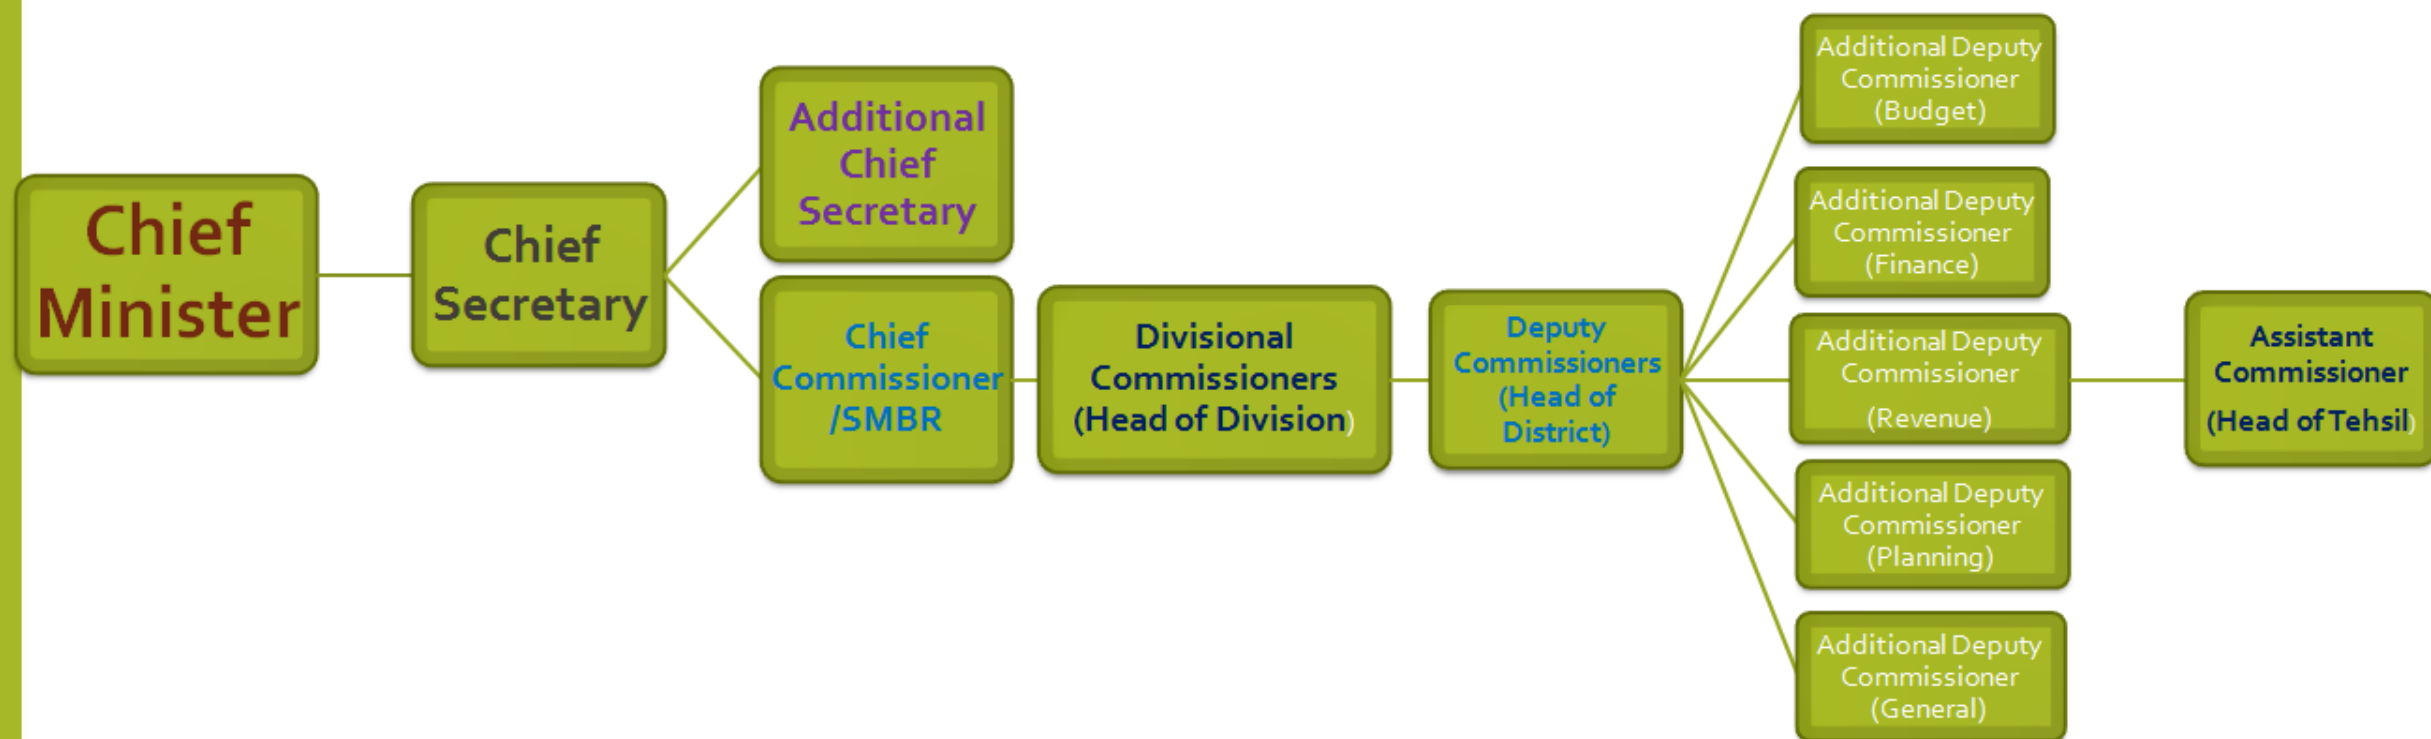 Chief
Minister
Chief
Secretary
Additional
Chief
Secretary
Chief
Commissioner
/SMBR
Divisional
Commissioners
(Head of Division)
Deputy
Commissioners
(Head of
District)
Additional Deputy
Commissioner
(Budget)
Additional Deputy
Commissioner
(Finance)
Additional Deputy
Commissioner
(Revenue)
Additional Deputy
Commissioner
(Planning)
Additional Deputy
Commissioner
(General)
Assistant
Commissioner
(Head of Tehsil)